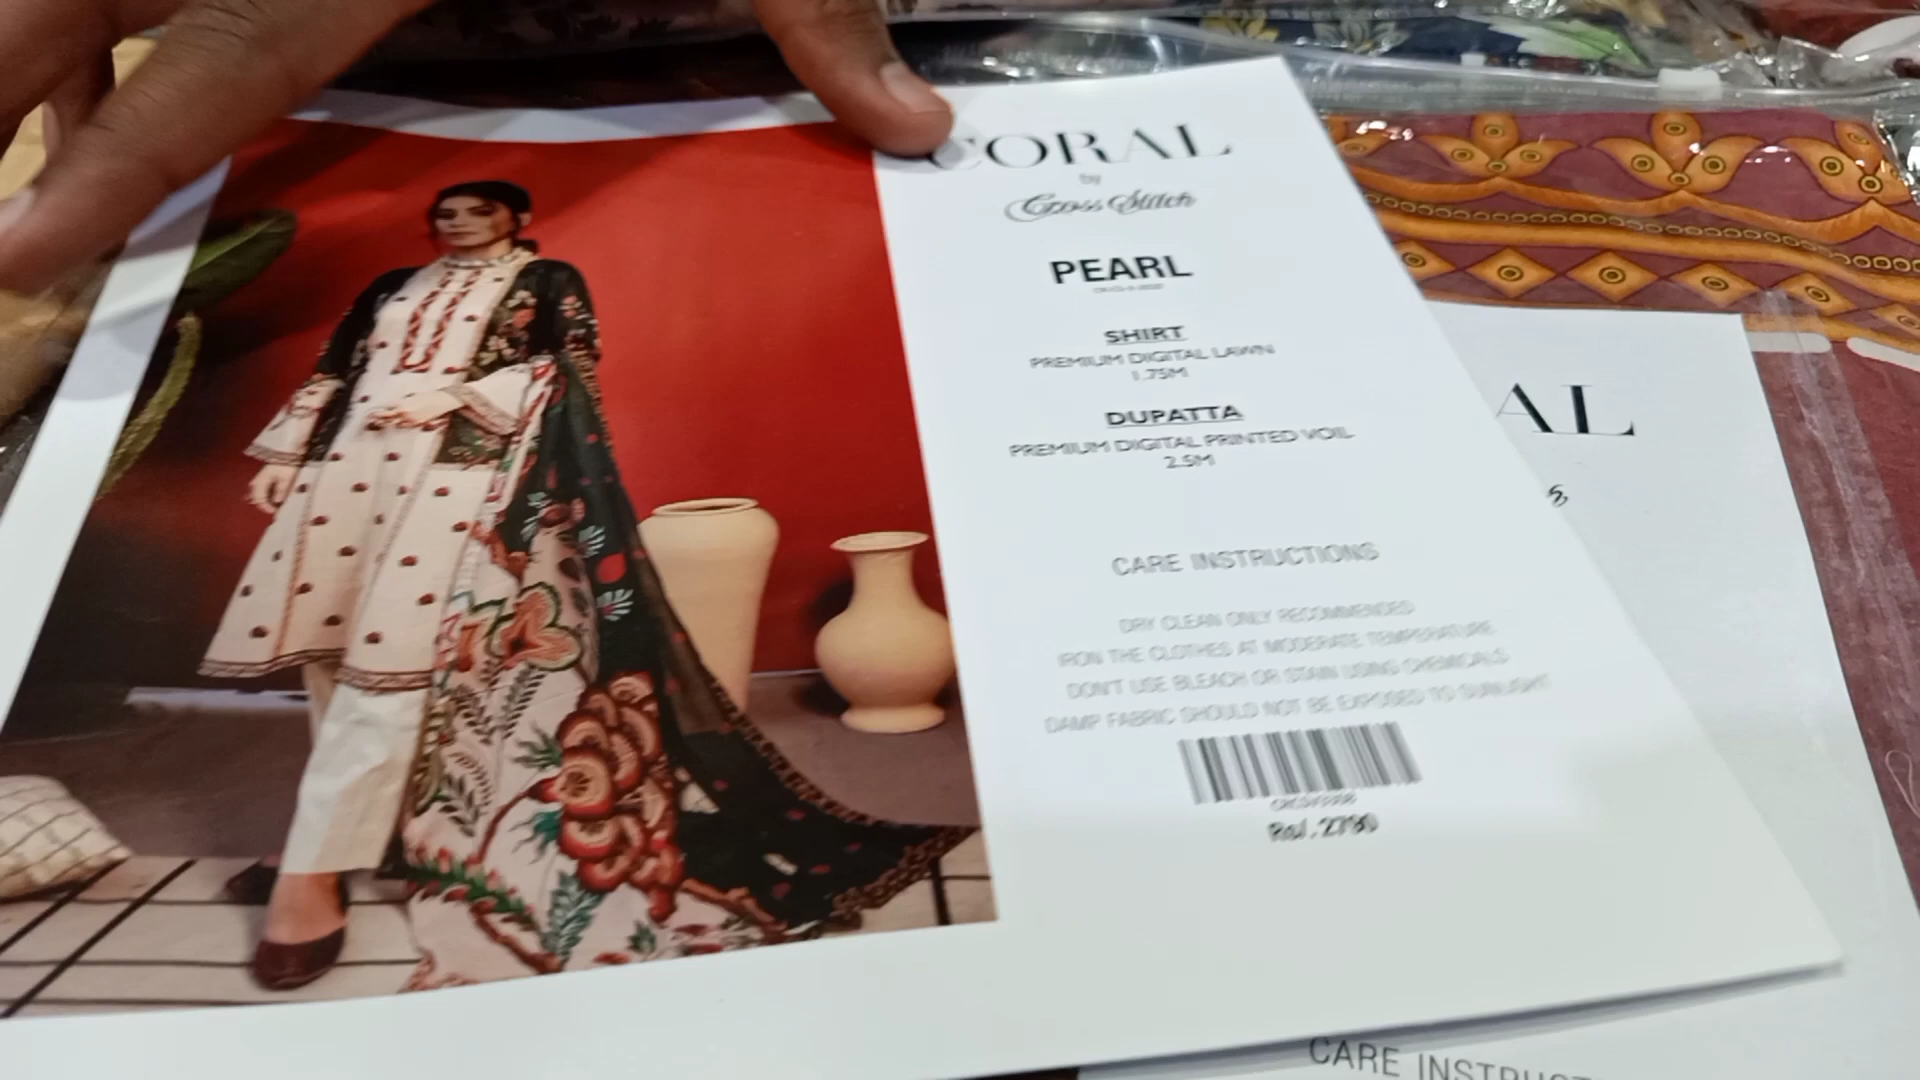 CORAL
by
Cross Stitch
PEARL
SHIRT
PREMIUM DIGITAL LAWN
1.75M
DUPATTA
PREMIUM DIGITAL PRINTED VOIL
2.5M
CARE INSTRUCTIONS
DRY CLEAN ONLY RECOMMENDED
IRON THE CLOTHES AT MODERATE TEMPERATURE
DON'T USE BLEACH OR STAIN USING CHEMICALS
DAMP FABRIC SHOULD NOT BE EXPOSED TO SUNLIGHT
AL
CARE INSTRUCT